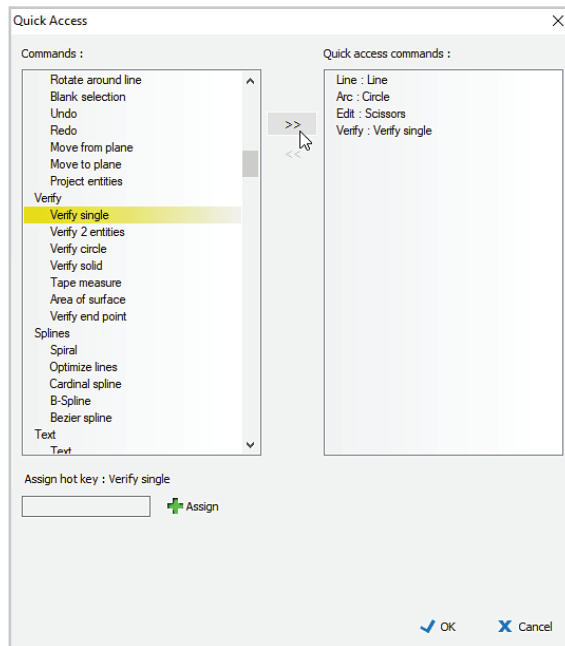 Quick Access
Commands :
Rotate around line
Blank selection
Undo
Redo
Move from plane
Move to plane
Project entities
Verify
Verify single
Verify 2 entities
Verify circle
Verify solid
Tape measure
Area of surface
Verify end point
Splines
Spiral
Optimize lines
Cardinal spline
B-Spline
Bezier spline
Text
Text
>>
<<
Quick access commands :
Line : Line
Arc : Circle
Edit : Scissors
Verify : Verify single
Assign hot key : Verify single
Assign
OK
Cancel